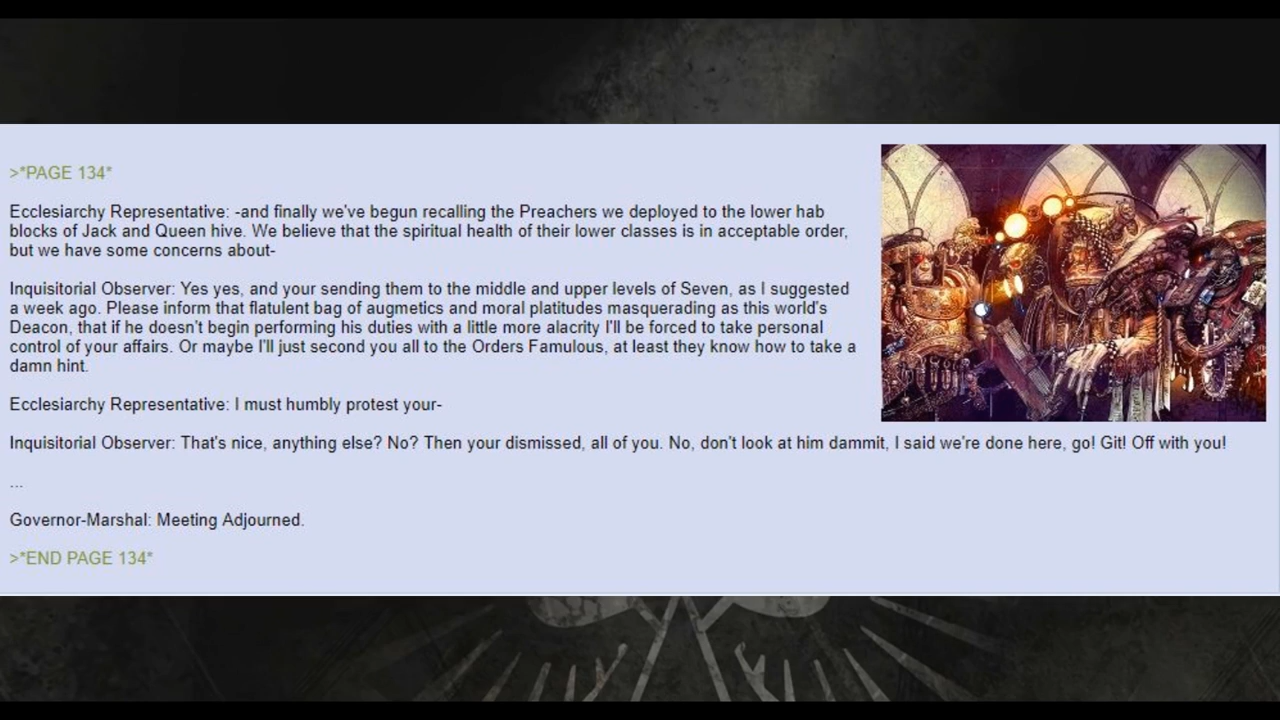 >*PAGE 134*
Ecclesiarchy Representative: -and finally we've begun recalling the Preachers we deployed to the lower hab
blocks of Jack and Queen hive. We believe that the spiritual health of their lower classes is in acceptable order,
but we have some concerns about-
Inquisitorial Observer: Yes yes, and your sending them to the middle and upper levels of Seven, as I suggested
a week ago. Please inform that flatulent bag of augmetics and moral platitudes masquerading as this world's
Deacon, that if he doesn't begin performing his duties with a little more alacrity I'll be forced to take personal
control of your affairs. Or maybe I'll just second you all to the Orders Famulous, at least they know how to take a
damn hint.
Ecclesiarchy Representative: I must humbly protest your-
Inquisitorial Observer: That's nice, anything else? No? Then your dismissed, all of you. No, don't look at him dammit, I said we're done here, go! Git! Off with you!
...
Governor-Marshal: Meeting Adjourned.
>*END PAGE 134*